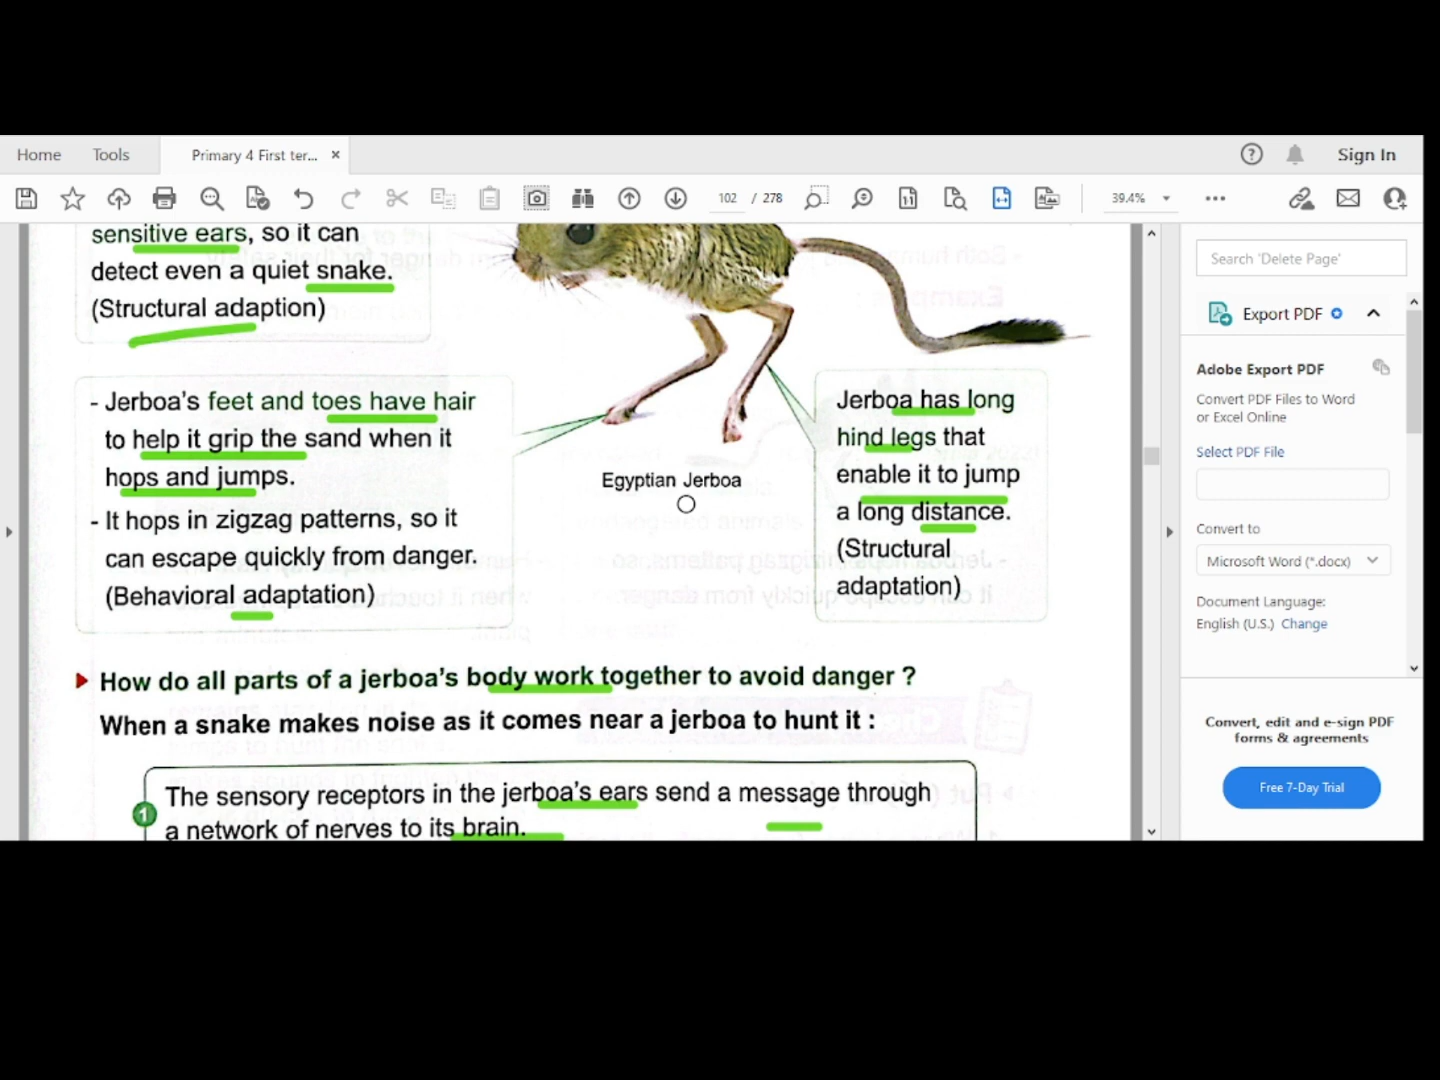 Home
Tools
Primary 4 First ter...
×
Sign In
102 / 278
39.4%
sensitive ears, so it can
detect even a quiet snake.
(Structural adaption)
- Jerboa's feet and toes have hair
to help it grip the sand when it
hops and jumps.
- It hops in zigzag patterns, so it
can escape quickly from danger.
(Behavioral adaptation)
Egyptian Jerboa
Jerboa has long
hind legs that
enable it to jump
a long distance.
(Structural
adaptation)
How do all parts of a jerboa's body work together to avoid danger ?
When a snake makes noise as it comes near a jerboa to hunt it :
1
The sensory receptors in the jerboa's ears send a message through
a network of nerves to its brain.
Search 'Delete Page'
Export PDF
Adobe Export PDF
Convert PDF Files to Word
or Excel Online
Select PDF File
Convert to
Microsoft Word (*.docx)
Document Language:
English (U.S.) Change
Convert, edit and e-sign PDF
forms & agreements
Free 7-Day Trial